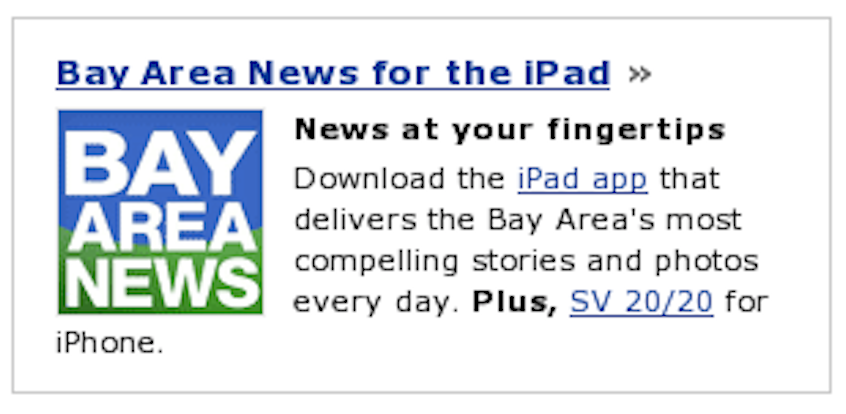 Bay Area News for the iPad »
BAY
AREA
NEWS
News at your fingertips
Download the iPad app that
delivers the Bay Area's most
compelling stories and photos
every day. Plus, SV 20/20 for
iPhone.